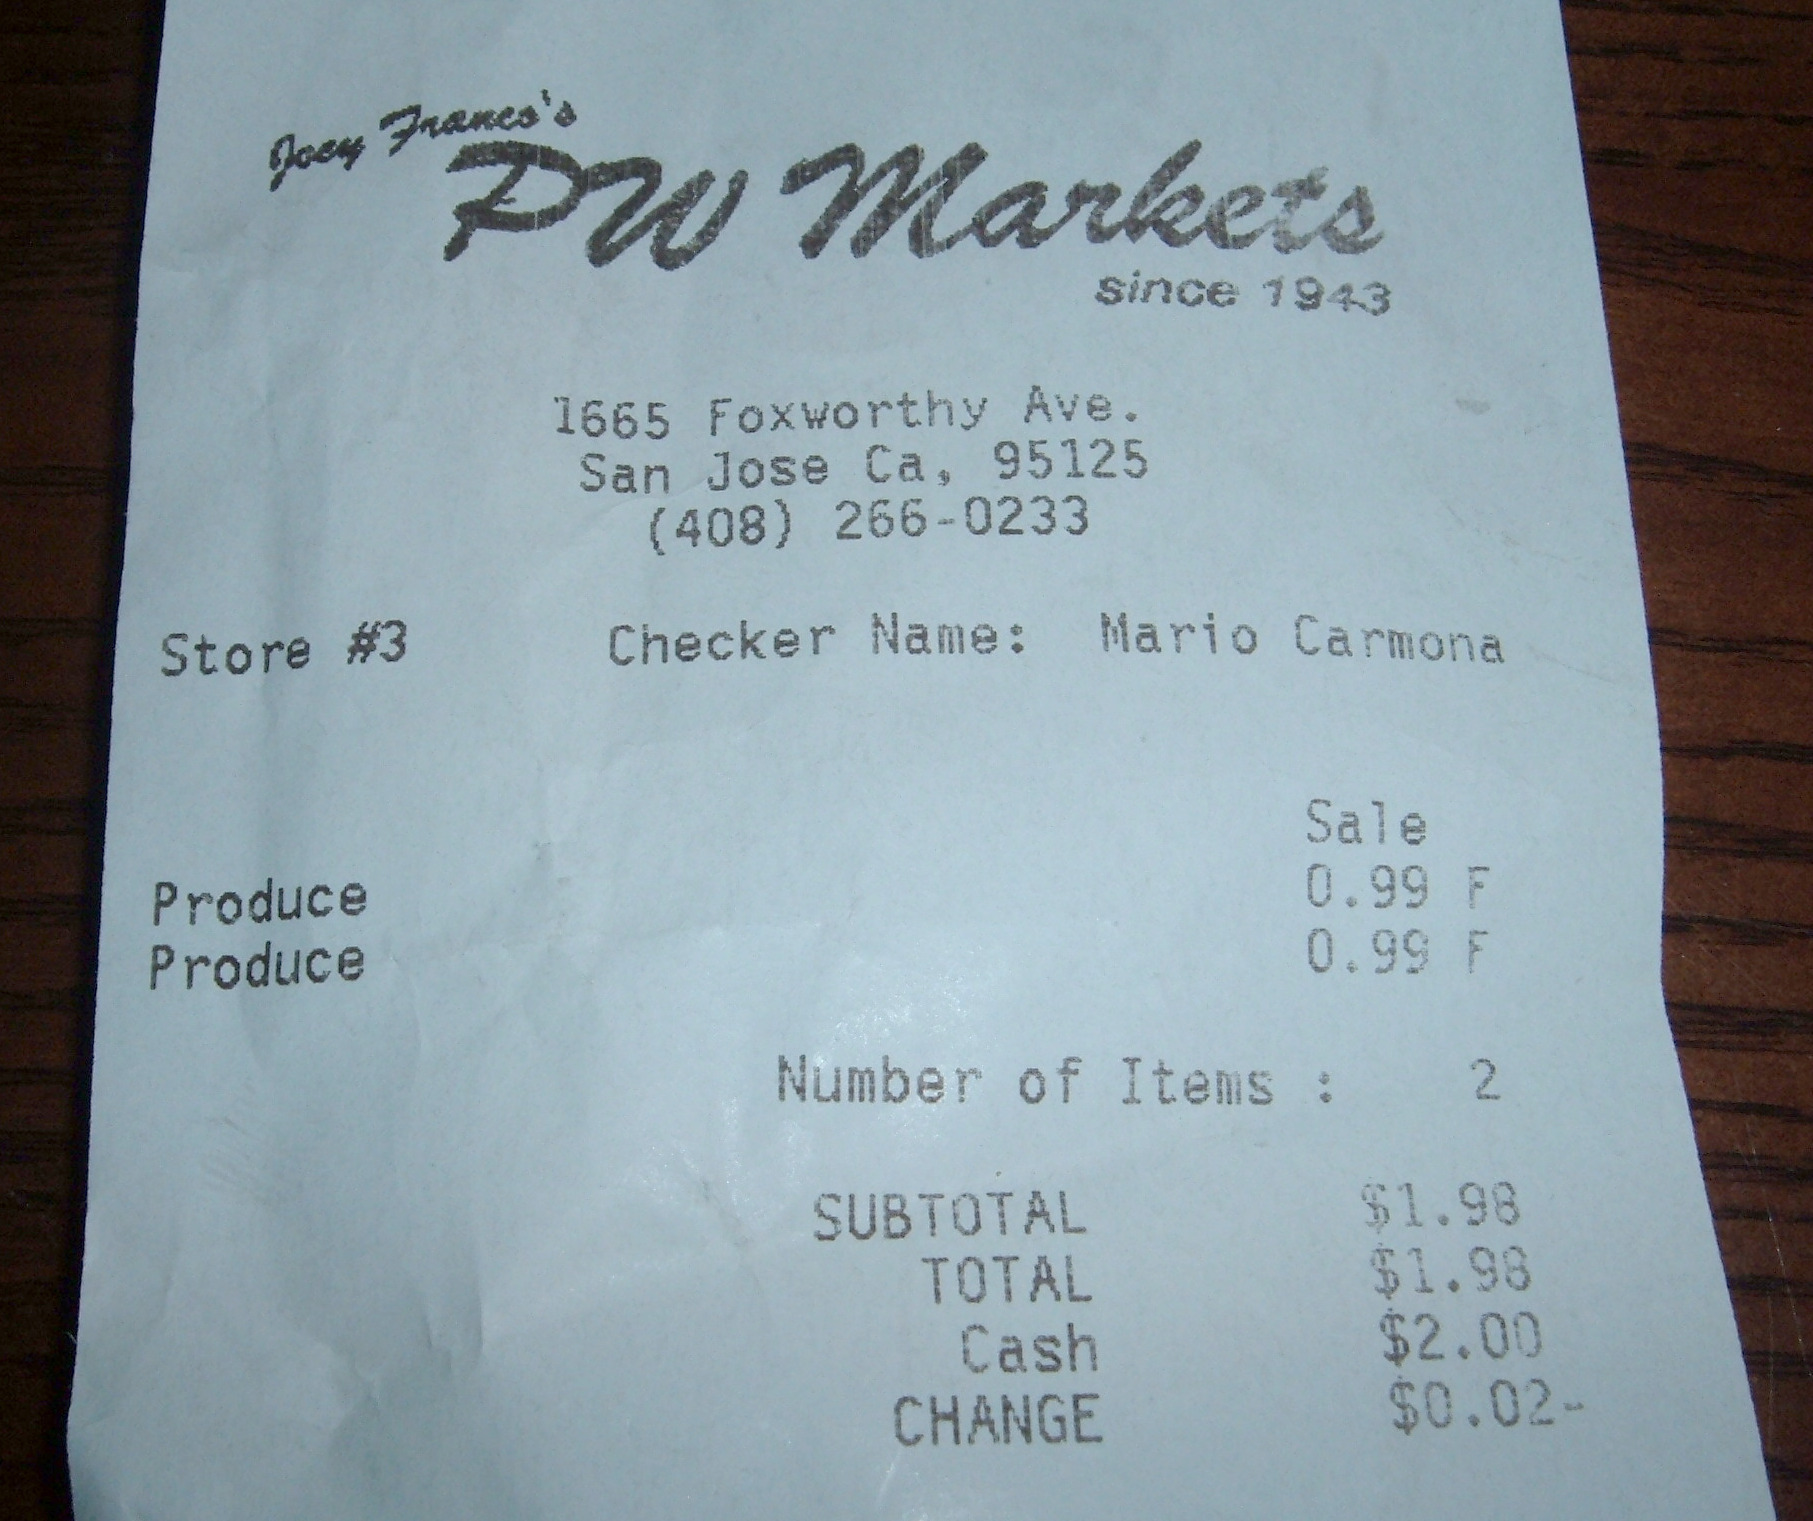 Joey Franco's
PW Markets
since 1943
1665 Foxworthy Ave.
San Jose Ca, 95125
(408) 266-0233
Store #3 Checker Name: Mario Carmona
Sale
Produce 0.99 F
Produce 0.99 F
Number of Items : 2
SUBTOTAL $1.98
TOTAL $1.98
Cash $2.00
CHANGE $0.02-